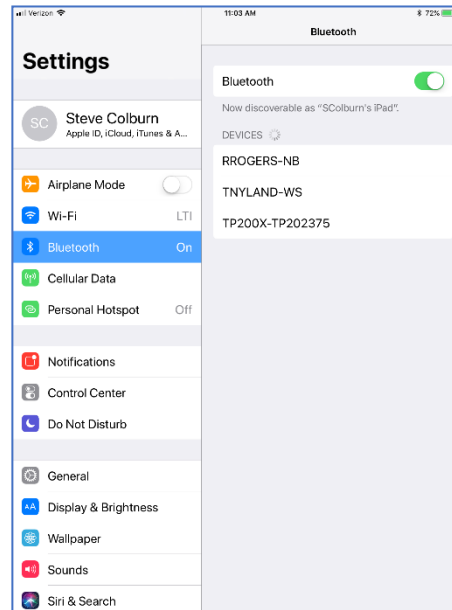 Verizon
11:03 AM
72%
Settings
Bluetooth
SC
Steve Colburn
Apple ID, iCloud, iTunes & A...
Airplane Mode
Wi-Fi LTI
Bluetooth On
Cellular Data
Personal Hotspot Off
Notifications
Control Center
Do Not Disturb
General
AA Display & Brightness
Wallpaper
Sounds
Siri & Search
Bluetooth
Now discoverable as “SColburn's iPad”.
DEVICES
RROGERS-NB
TNYLAND-WS
TP200X-TP202375